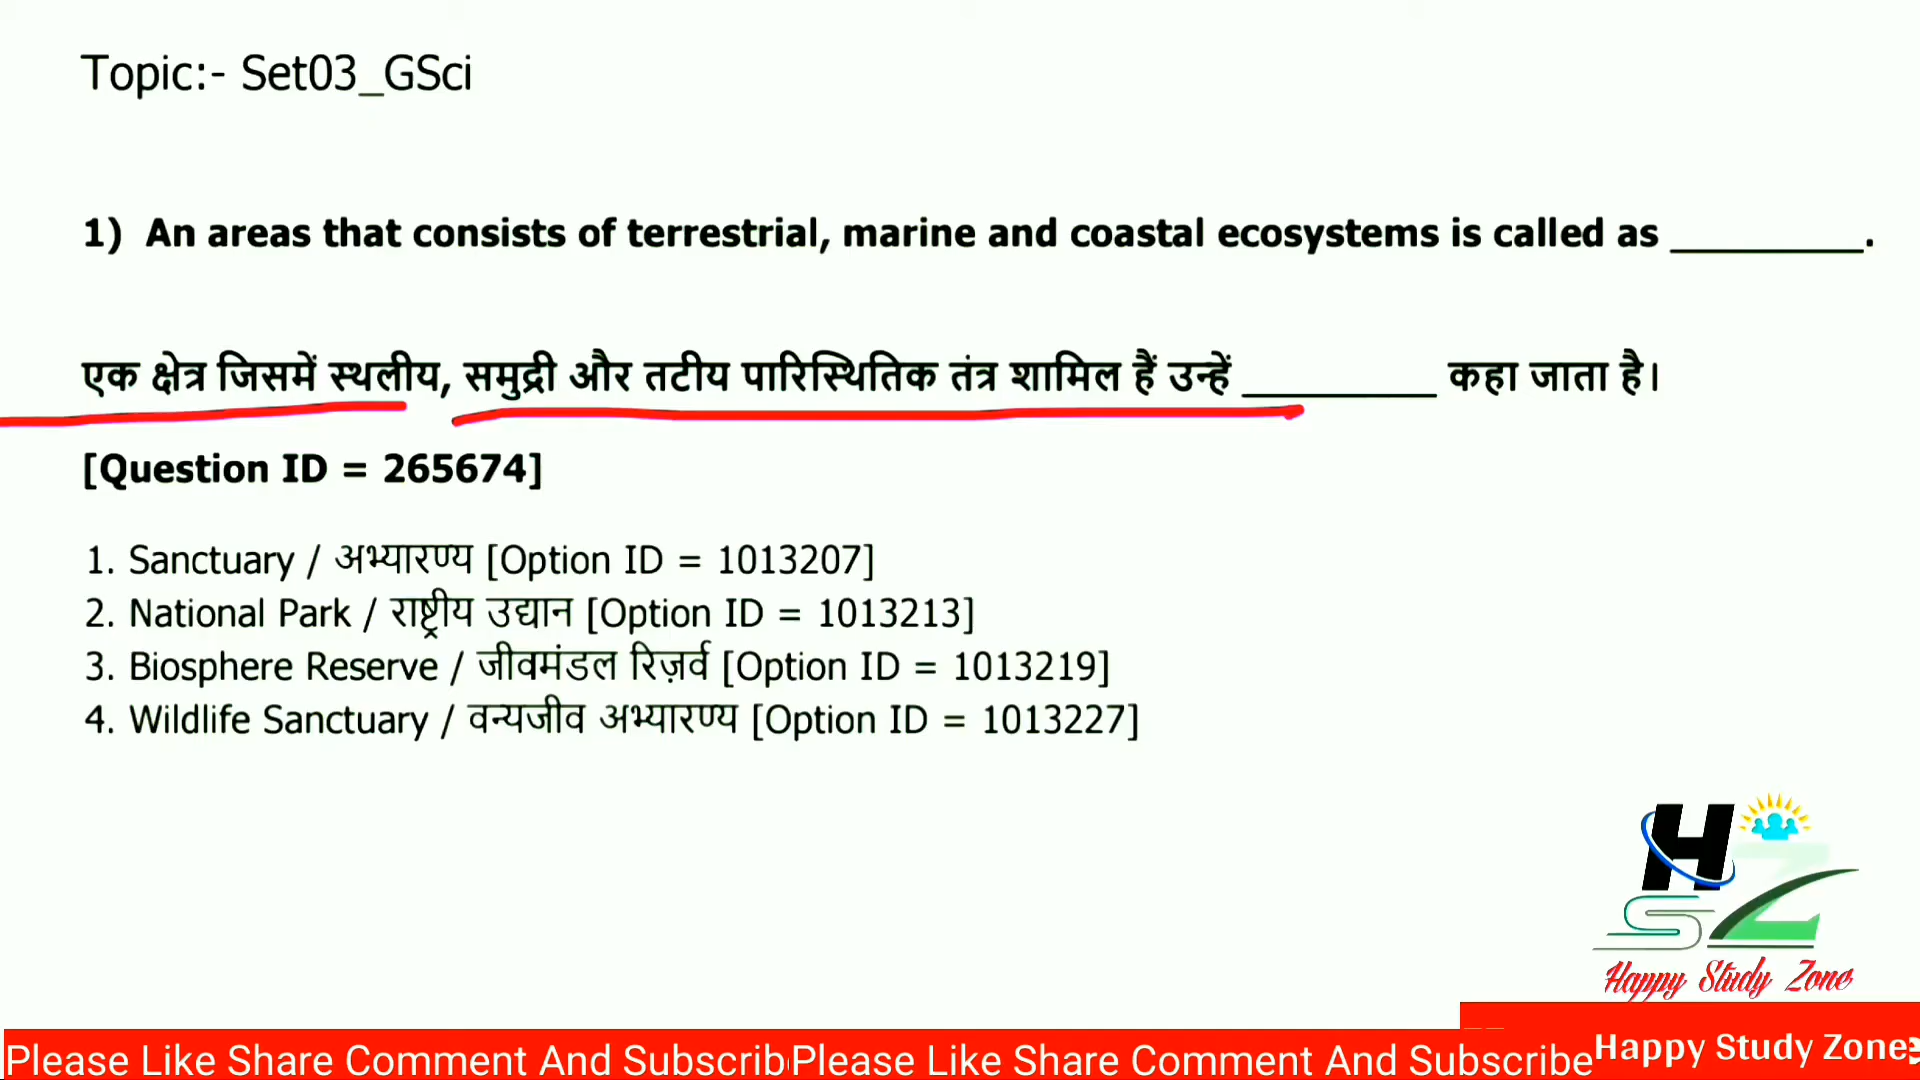 Topic:- Set03_GSci
1) An areas that consists of terrestrial, marine and coastal ecosystems is called as _________.
एक क्षेत्र जिसमें स्थलीय, समुद्री और तटीय पारिस्थितिक तंत्र शामिल हैं उन्हें _________ कहा जाता है।
[Question ID = 265674]
1. Sanctuary / अभ्यारण्य [Option ID = 1013207]
2. National Park / राष्ट्रीय उद्यान [Option ID = 1013213]
3. Biosphere Reserve / जीवमंडल रिज़र्व [Option ID = 1013219]
4. Wildlife Sanctuary / वन्यजीव अभ्यारण्य [Option ID = 1013227]
H
SZ
Happy Study Zone
Please Like Share Comment And Subscrib Please Like Share Comment And Subscribe Happy Study Zone